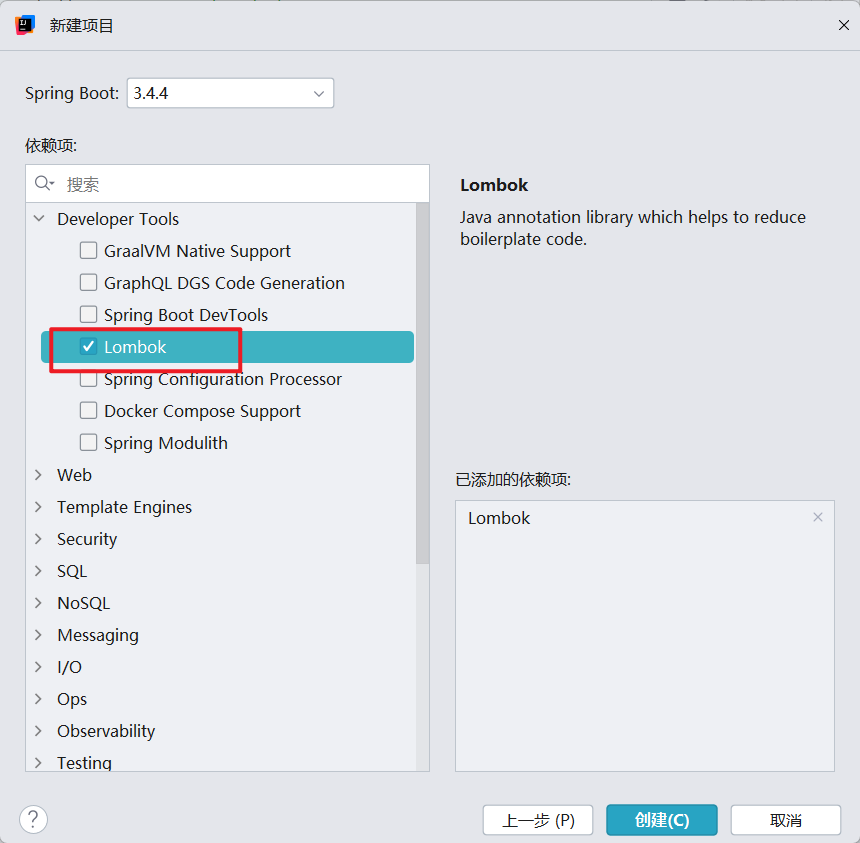 新建项目
Spring Boot: 3.4.4
依赖项:
搜索
Developer Tools
GraalVM Native Support
GraphQL DGS Code Generation
Spring Boot DevTools
Lombok
Spring Configuration Processor
Docker Compose Support
Spring Modulith
Web
Template Engines
Security
SQL
NoSQL
Messaging
I/O
Ops
Observability
Testing
Lombok
Java annotation library which helps to reduce
boilerplate code.
已添加的依赖项:
Lombok
?
上一步 (P)
创建(C)
取消